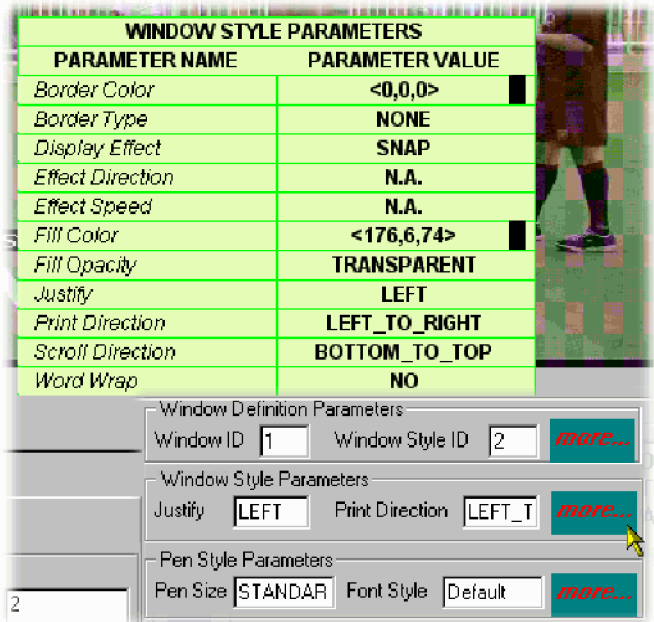 WINDOW STYLE PARAMETERS
PARAMETER NAME PARAMETER VALUE
Border Color <0,0,0>
Border Type NONE
Display Effect SNAP
Effect Direction N.A.
Effect Speed N.A.
Fill Color <176,6,74>
Fill Opacity TRANSPARENT
Justify LEFT
Print Direction LEFT_TO_RIGHT
Scroll Direction BOTTOM_TO_TOP
Word Wrap NO
Window Definition Parameters
Window ID 1 Window Style ID 2 more...
Window Style Parameters
Justify LEFT Print Direction LEFT_T more...
Pen Style Parameters
Pen Size STANDAR Font Style Default more...
2